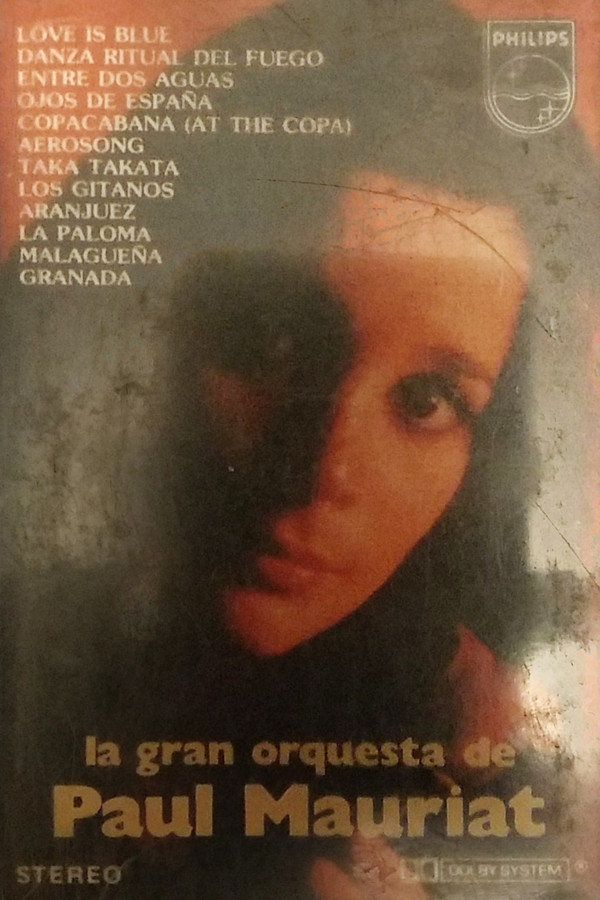 LOVE IS BLUE
DANZA RITUAL DEL FUEGO
ENTRE DOS AGUAS
OJOS DE ESPAÑA
COPACABANA (AT THE COPA)
AEROSONG
TAKA TAKATA
LOS GITANOS
ARANJUEZ
LA PALOMA
MALAGUEÑA
GRANADA
PHILIPS
la gran orquesta de
Paul Mauriat
STEREO
DOLBY SYSTEM ®